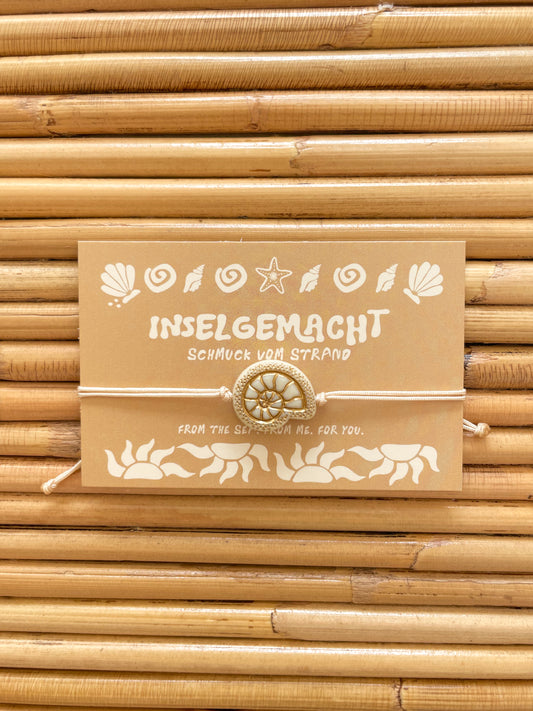 INSELGEMACHT
SCHMUCK VOM STRAND
FROM THE SEA. FROM ME. FOR YOU.